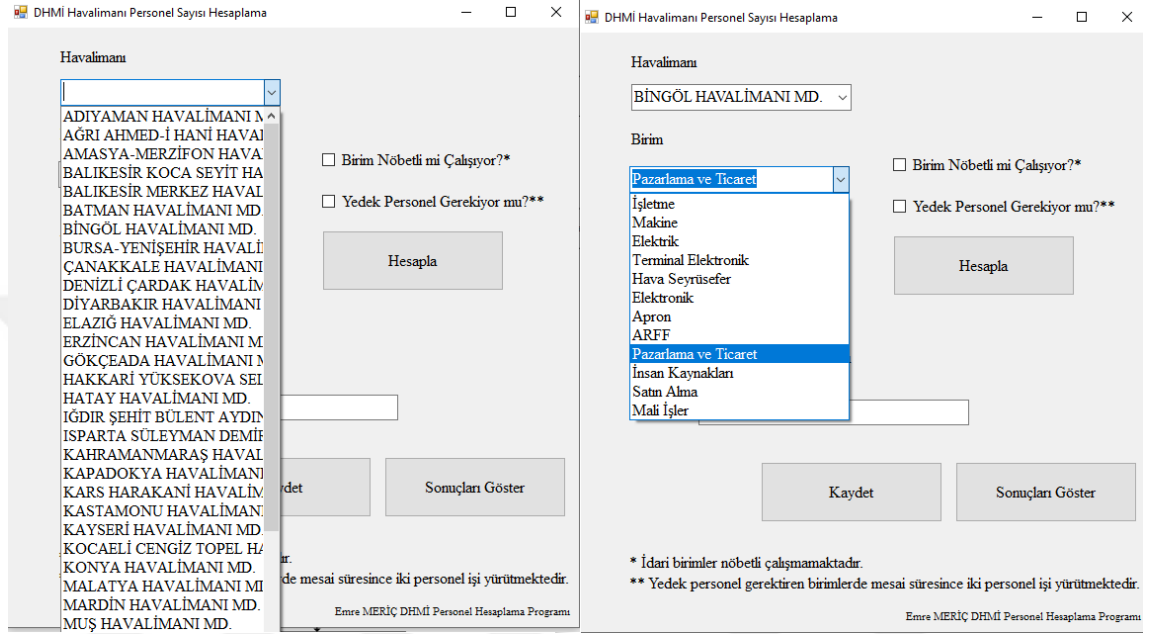 DHMİ Havalimanı Personel Sayısı Hesaplama
Havalimanı
ADIYAMAN HAVALİMANI M
AĞRI AHMED-İ HANİ HAVAI
AMASYA-MERZİFON HAVA
BALIKESİR KOCA SEYİT HA
BALIKESİR MERKEZ HAVAL
BATMAN HAVALİMANI MD.
BİNGÖL HAVALİMANI MD.
BURSA-YENİŞEHİR HAVALİ
ÇANAKKALE HAVALİMANI
DENİZLİ ÇARDAK HAVALİM
DİYARBAKIR HAVALİMANI
ELAZIĞ HAVALİMANI MD.
ERZİNCAN HAVALİMANI M
GÖKÇEADA HAVALİMANI M
HAKKARİ YÜKSEKOVA SEL
HATAY HAVALİMANI MD.
IĞDIR ŞEHİT BÜLENT AYDIN
ISPARTA SÜLEYMAN DEMİR
KAHRAMANMARAŞ HAVAL
KAPADOKYA HAVALİMANI
KARS HARAKANİ HAVALİM
KASTAMONU HAVALİMANI
KAYSERİ HAVALİMANI MD.
KOCAELİ CENGİZ TOPEL HA
KONYA HAVALİMANI MD.
MALATYA HAVALİMANI MI
MARDİN HAVALİMANI MD.
MUŞ HAVALİMANI MD.
Birim Nöbetli mi Çalışıyor?*
Yedek Personel Gerekiyor mu?**
Hesapla
det
Sonuçları Göster
ır.
de mesai süresince iki personel işi yürütmektedir.
Emre MERİÇ DHMİ Personel Hesaplama Programı
DHMİ Havalimanı Personel Sayısı Hesaplama
Havalimanı
BİNGÖL HAVALİMANI MD.
Birim
Pazarlama ve Ticaret
İşletme
Makine
Elektrik
Terminal Elektronik
Hava Seyrüsefer
Elektronik
Apron
ARFF
Pazarlama ve Ticaret
İnsan Kaynakları
Satın Alma
Mali İşler
Birim Nöbetli mi Çalışıyor?*
Yedek Personel Gerekiyor mu?**
Hesapla
Kaydet
Sonuçları Göster
* İdari birimler nöbetli çalışmamaktadır.
** Yedek personel gerektiren birimlerde mesai süresince iki personel işi yürütmektedir.
Emre MERİÇ DHMİ Personel Hesaplama Programı